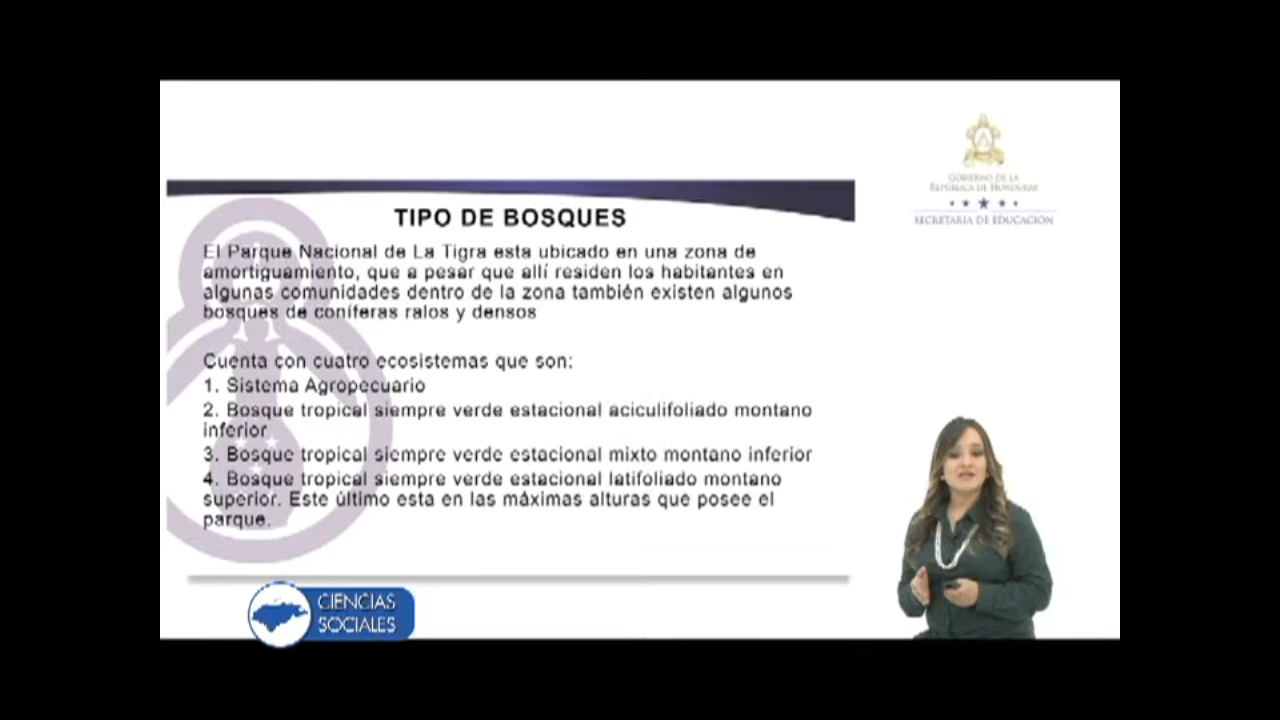 GOBIERNO DE LA
REPÚBLICA DE HONDURAS
SECRETARÍA DE EDUCACIÓN
TIPO DE BOSQUES
El Parque Nacional de La Tigra esta ubicado en una zona de
amortiguamiento, que a pesar que allí residen los habitantes en
algunas comunidades dentro de la zona también existen algunos
bosques de coníferas ralos y densos
Cuenta con cuatro ecosistemas que son:
1. Sistema Agropecuario
2. Bosque tropical siempre verde estacional aciculifoliado montano
inferior
3. Bosque tropical siempre verde estacional mixto montano inferior
4. Bosque tropical siempre verde estacional latifoliado montano
superior. Este último esta en las máximas alturas que posee el
parque.
CIENCIAS
SOCIALES